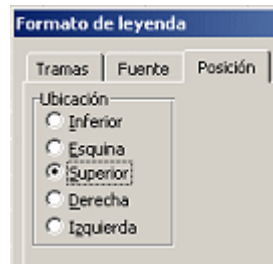 Formato de leyenda
Tramas Fuente Posición
Ubicación
Inferior
Esquina
Superior
Derecha
Izquierda